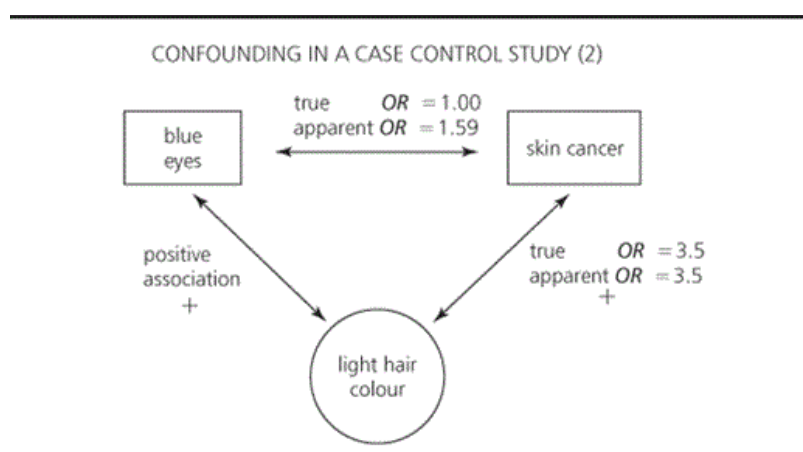 CONFOUNDING IN A CASE CONTROL STUDY (2)
true OR = 1.00
apparent OR = 1.59
blue
eyes
skin cancer
positive
association
+
true OR = 3.5
apparent OR = 3.5
+
light hair
colour